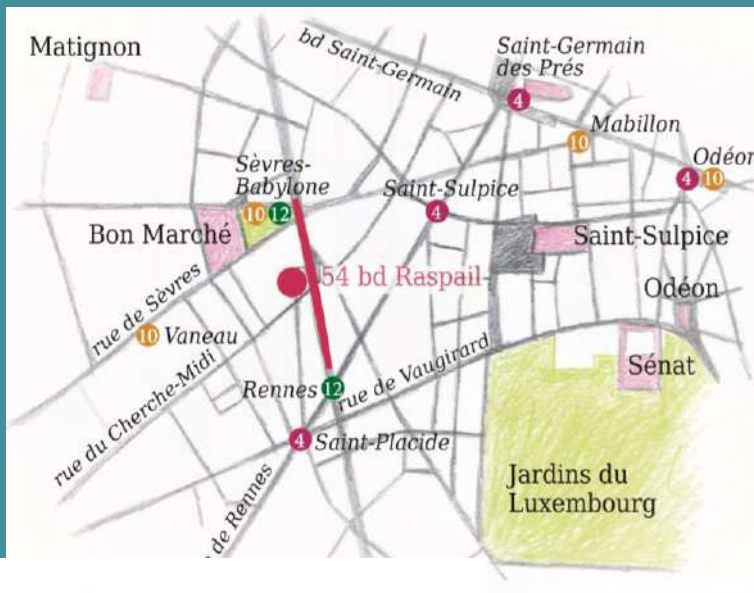 Matignon
bd Saint-Germain
Saint-Germain
des Prés
4
10
Mabillon
Odéon
4
10
Sèvres-
Babylone
10
12
Saint-Sulpice
4
Bon Marché
Saint-Sulpice
54 bd Raspail
Odéon
rue de Sèvres
10
Vaneau
rue du Cherche-Midi
Rennes
12
rue de Vaugirard
Sénat
4
Saint-Placide
de Rennes
Jardins du
Luxembourg